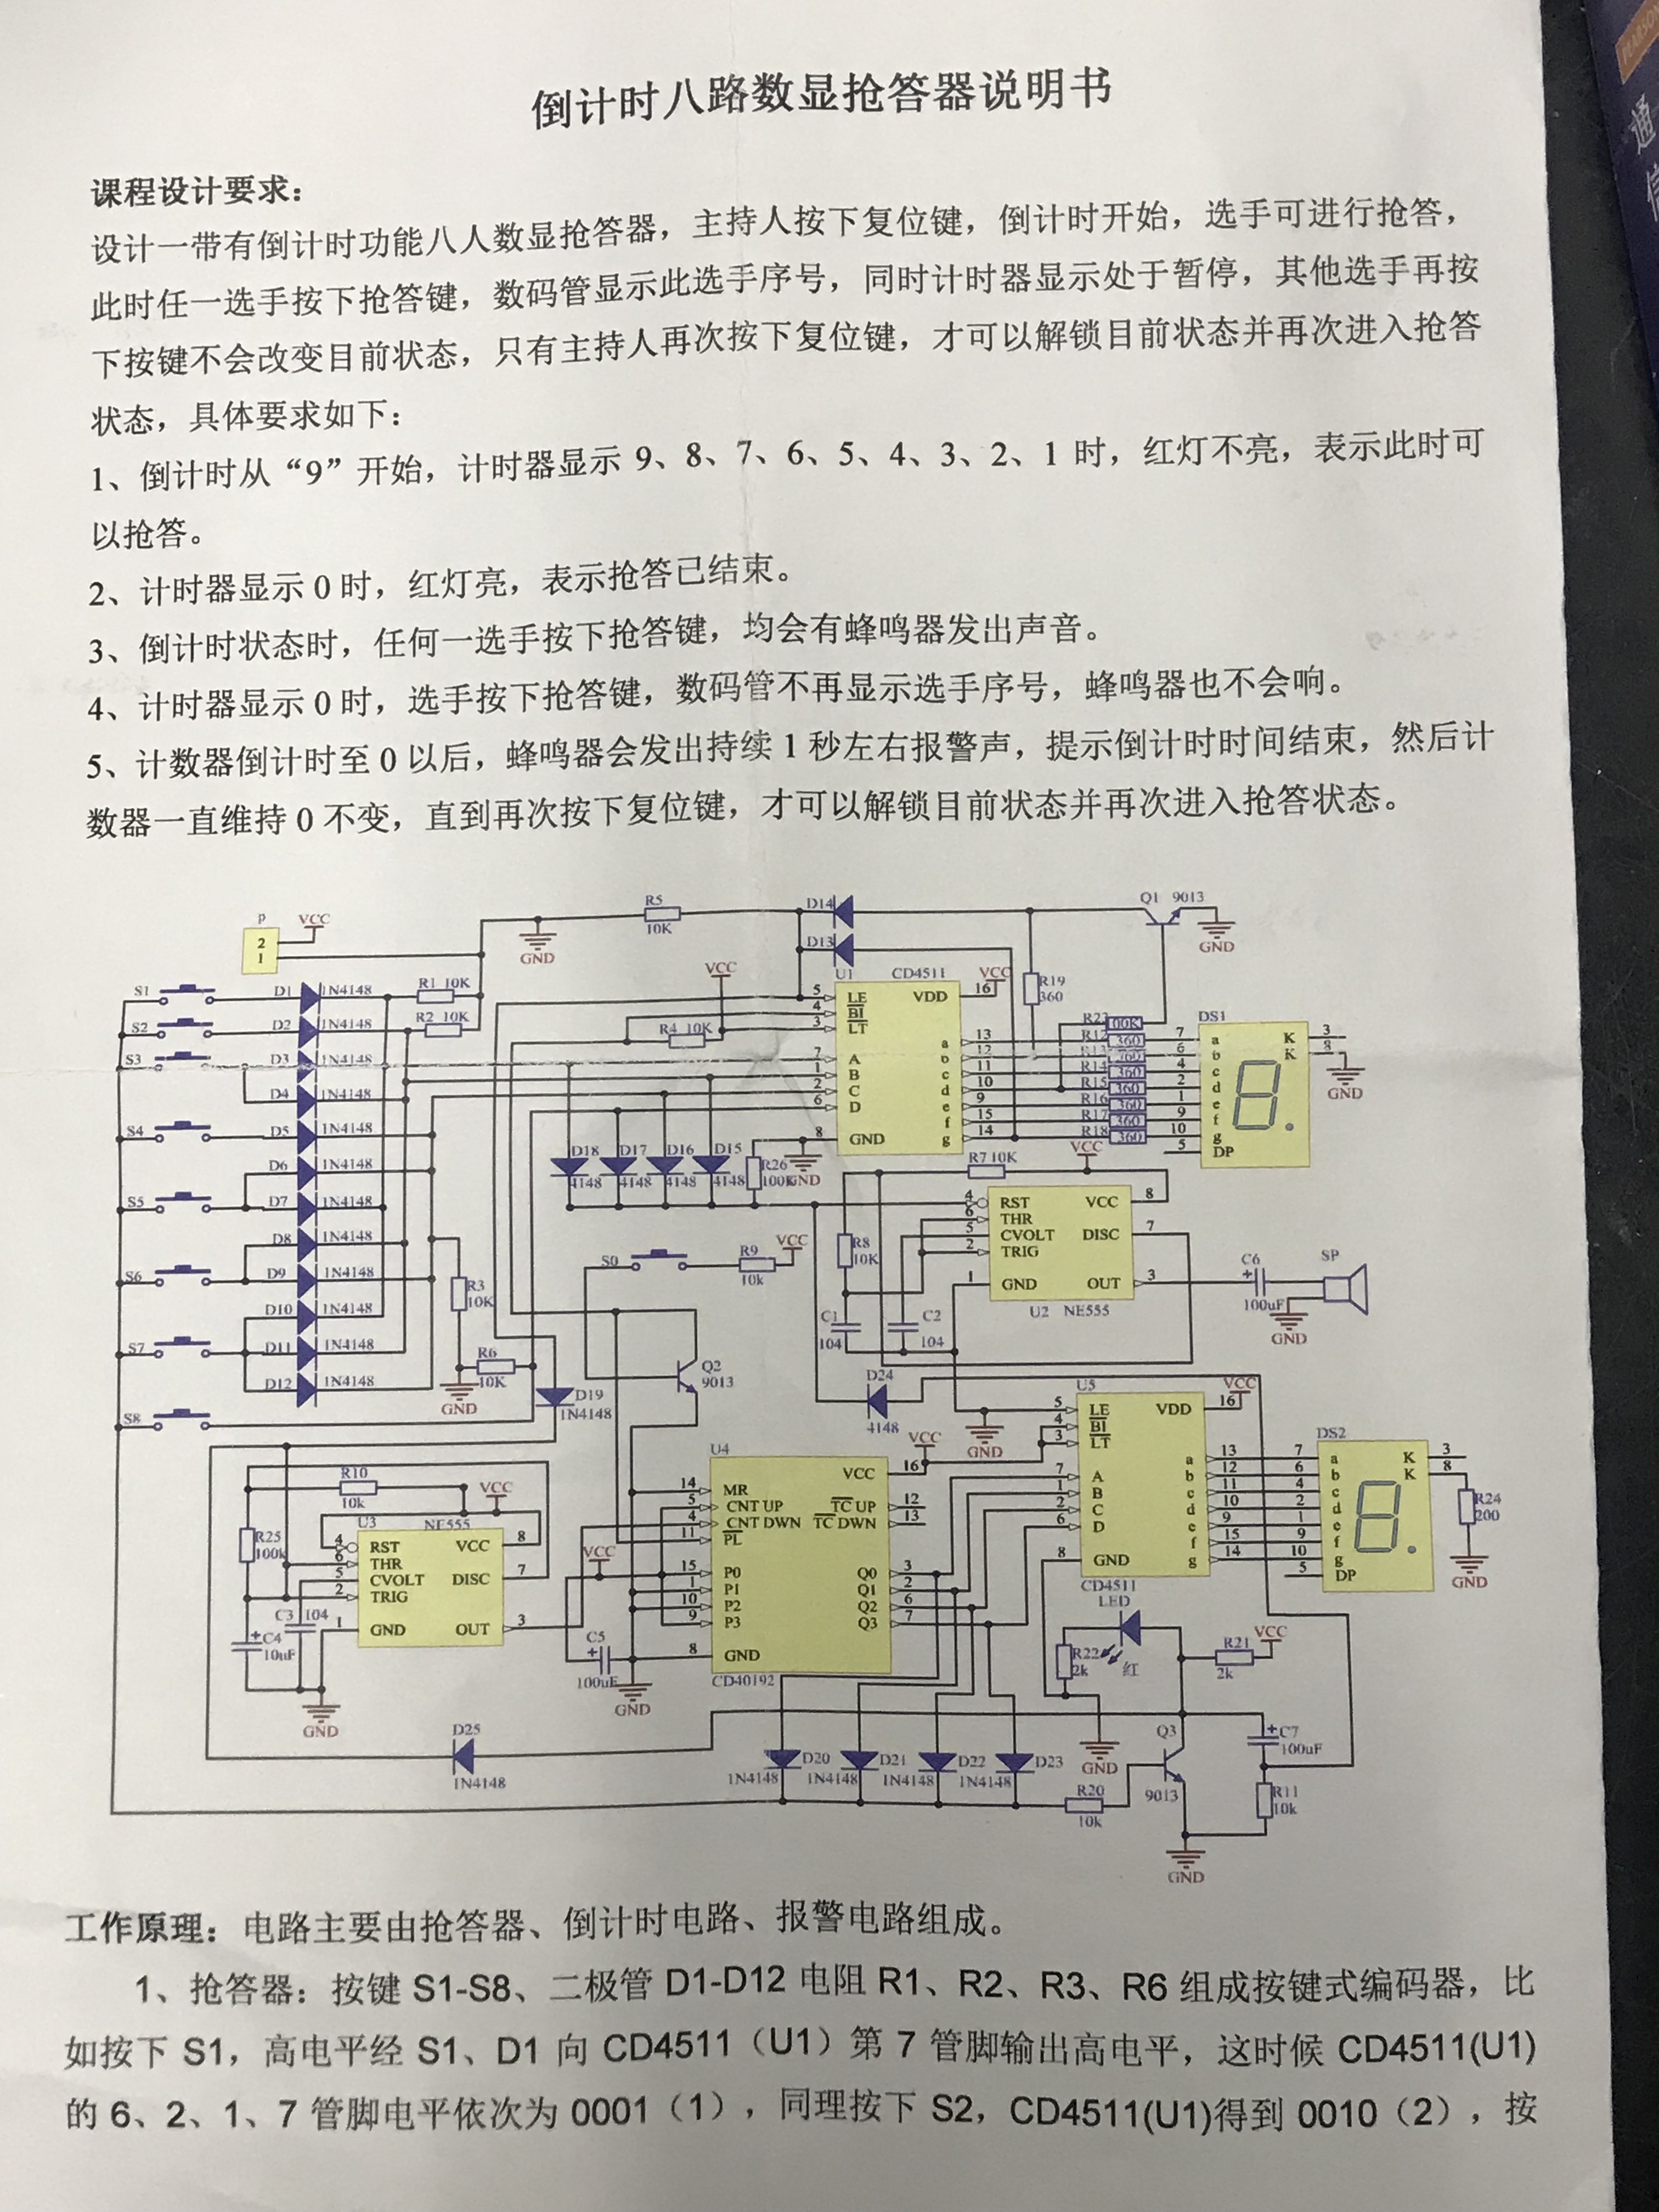 倒计时八路数显抢答器说明书
课程设计要求：
设计一带有倒计时功能八人数显抢答器，主持人按下复位键，倒计时开始，选手可进行抢答，
此时任一选手按下抢答键，数码管显示此选手序号，同时计时器显示处于暂停，其他选手再按
下按键不会改变目前状态，只有主持人再次按下复位键，才可以解锁目前状态并再次进入抢答
状态，具体要求如下：
1、倒计时从“9”开始，计时器显示 9、8、7、6、5、4、3、2、1 时，红灯不亮，表示此时可
以抢答。
2、计时器显示 0 时，红灯亮，表示抢答已结束。
3、倒计时状态时，任何一选手按下抢答键，均会有蜂鸣器发出声音。
4、计时器显示 0 时，选手按下抢答键，数码管不再显示选手序号，蜂鸣器也不会响。
5、计数器倒计时至 0 以后，蜂鸣器会发出持续 1 秒左右报警声，提示倒计时时间结束，然后计
数器一直维持 0 不变，直到再次按下复位键，才可以解锁目前状态并再次进入抢答状态。
P VCC
2
1
GND
R5
10K
D14
D13
Q1 9013
GND
S1 D1 1N4148 R1 10K
S2 D2 1N4148 R2 10K
S3 D3 1N4148
D4 1N4148
S4 D5 1N4148
D6 1N4148
S5 D7 1N4148
D8 1N4148
S6 D9 1N4148
D10 1N4148
S7 D11 1N4148
D12 1N4148
S8
R3
10K
R6
10K
GND
VCC
R4 10K
U1 CD4511
VCC
5 LE VDD 16
4 BI
3 LT
7 A a 13
1 B b 12
2 C c 11
6 D d 10
e 9
f 15
8 GND g 14
GND
R19
360
R12 360
R14 360
R15 360
R16 360
R17 360
R18 360
DS1
7 a K 3
6 b K 8
4 c
2 d
1 e
9 f
10 g
5 DP
GND
D18 D17 D16 D15
4148 4148 4148 4148
R26
100K
R7 10K
VCC
4 RST VCC 8
6 THR
5 CVOLT DISC 7
2 TRIG
1 GND OUT 3
U2 NE555
R8
10K
C1
104
C2
104
C6
100uF
SP
GND
S0 R9
10k
VCC
Q2
9013
D19
1N4148
D24
4148
GND
U4
VCC
VCC 16
14 MR
5 CNT UP TC UP 12
4 CNT DWN TC DWN 13
11 PL
15 P0 Q0 3
1 P1 Q1 2
10 P2 Q2 6
9 P3 Q3 7
8 GND
CD40192
VCC
C5
100uF
GND
U5
VCC
5 LE VDD 16
4 BI
3 LT
7 A a 13
1 B b 12
2 C c 11
6 D d 10
e 9
f 15
8 GND g 14
CD4511
DS2
7 a K 3
6 b K 8
4 c
2 d
1 e
9 f
10 g
5 DP
R24
200
GND
R10
10k
VCC
U3 NE555
4 RST VCC 8
6 THR
5 CVOLT DISC 7
2 TRIG
1 GND OUT 3
R25
100k
C3 104
C4
10uF
GND
LED
红
R22
2k
R21
2k
VCC
GND
D25
1N4148
D20 D21 D22 D23
1N4148 1N4148 1N4148 1N4148
R20
10k
Q3
9013
C7
100uF
R11
10k
GND
工作原理：电路主要由抢答器、倒计时电路、报警电路组成。
1、抢答器：按键 S1-S8、二极管 D1-D12 电阻 R1、R2、R3、R6 组成按键式编码器，比
如按下 S1，高电平经 S1、D1 向 CD4511（U1）第 7 管脚输出高电平，这时候 CD4511(U1)
的 6、2、1、7 管脚电平依次为 0001（1），同理按下 S2，CD4511(U1)得到 0010（2），按
PEARSON
通
信